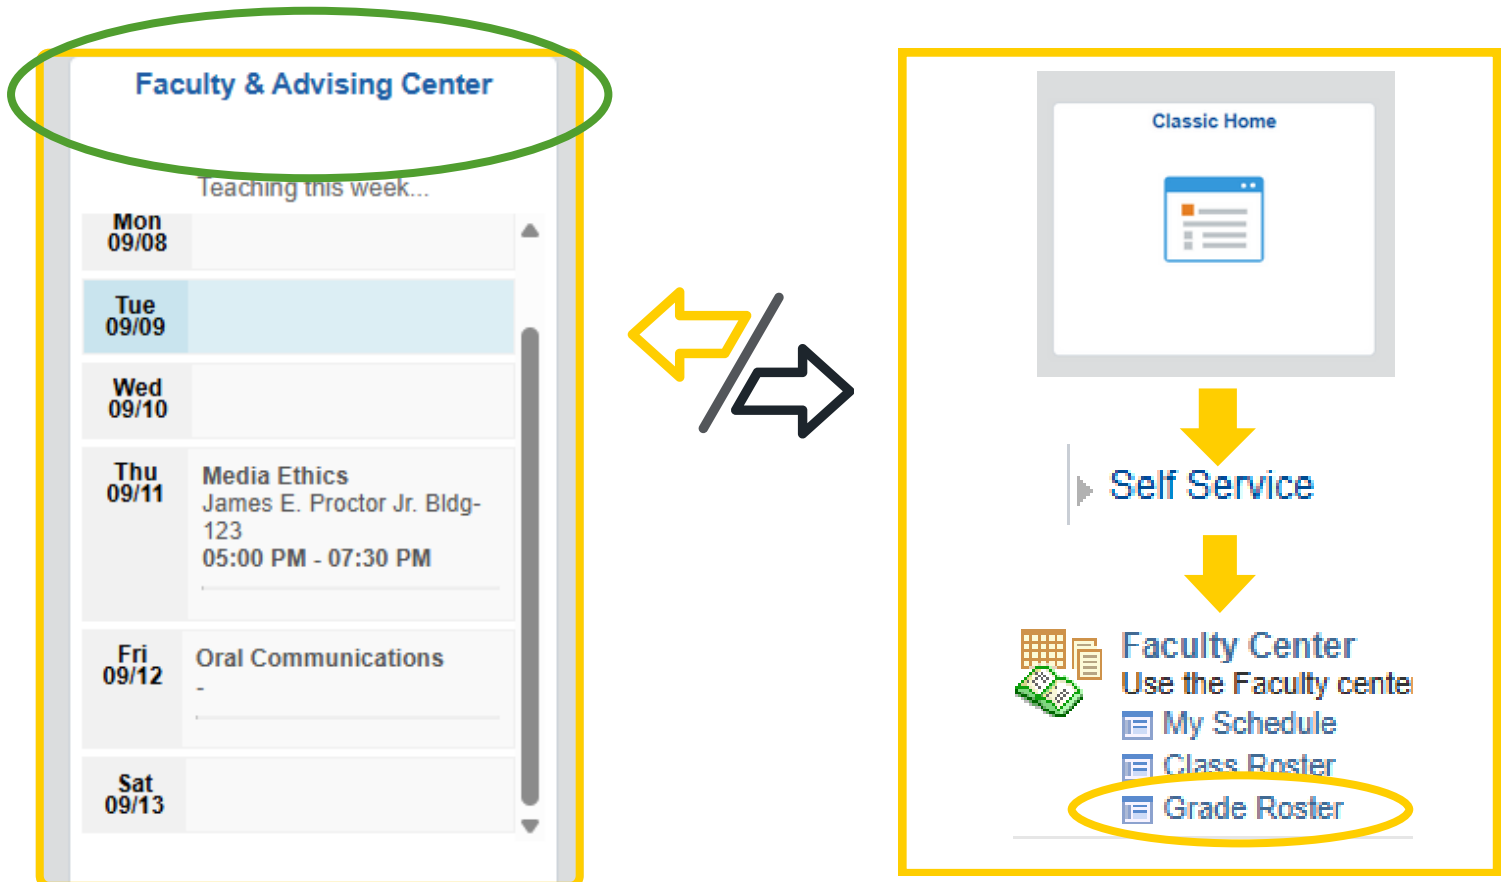 Faculty & Advising Center
Teaching this week...
Mon
09/08
Tue
09/09
Wed
09/10
Thu
09/11
Media Ethics
James E. Proctor Jr. Bldg-
123
05:00 PM - 07:30 PM
Fri
09/12
Oral Communications
-
Sat
09/13
Classic Home
Self Service
Faculty Center
Use the Faculty center
My Schedule
Class Roster
Grade Roster